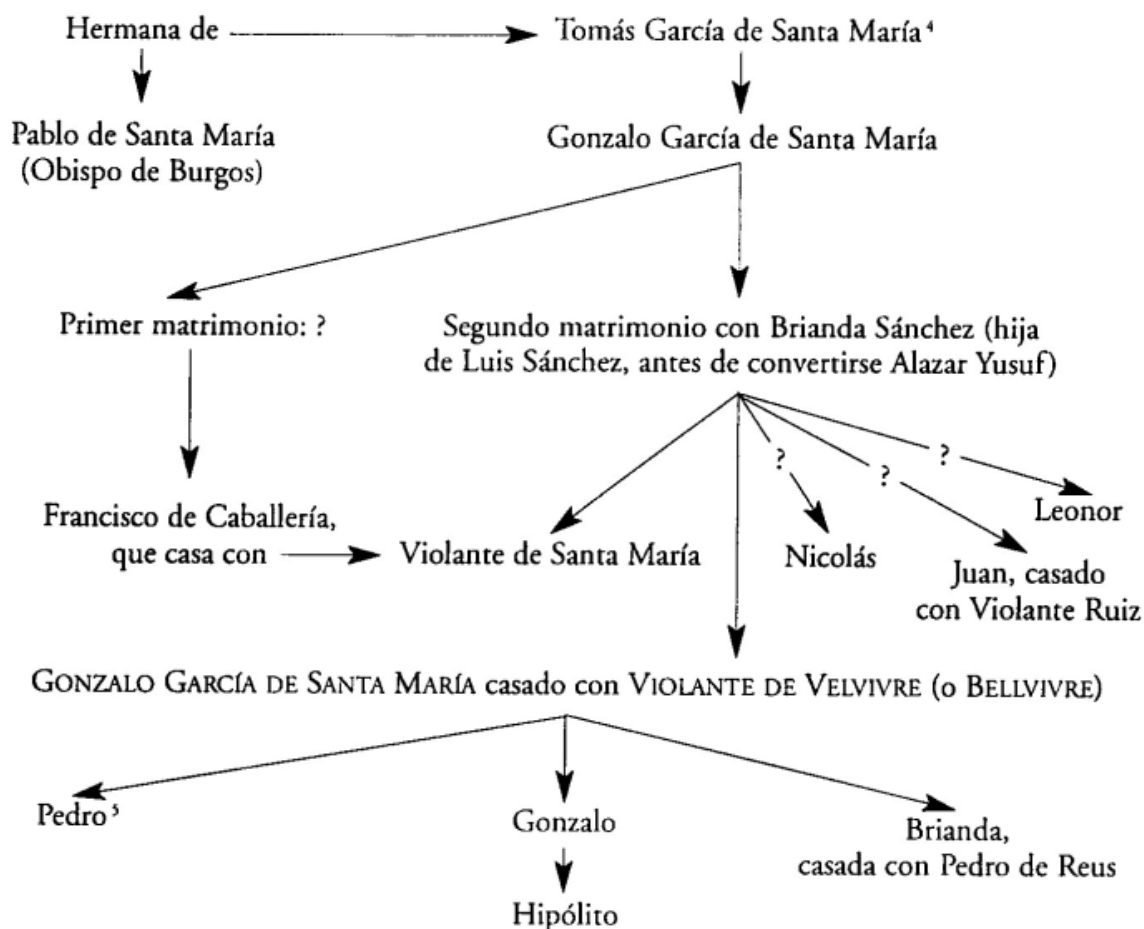 Hermana de
Tomás García de Santa María⁴
Pablo de Santa María
(Obispo de Burgos)
Gonzalo García de Santa María
Primer matrimonio: ?
Segundo matrimonio con Brianda Sánchez (hija
de Luis Sánchez, antes de convertirse Alazar Yusuf)
?
?
?
Francisco de Caballería,
que casa con
Violante de Santa María
Nicolás
Leonor
Juan, casado
con Violante Ruiz
GONZALO GARCÍA DE SANTA MARÍA casado con VIOLANTE DE VELVIVRE (o BELLVIVRE)
Pedro⁵
Gonzalo
Brianda,
casada con Pedro de Reus
Hipólito